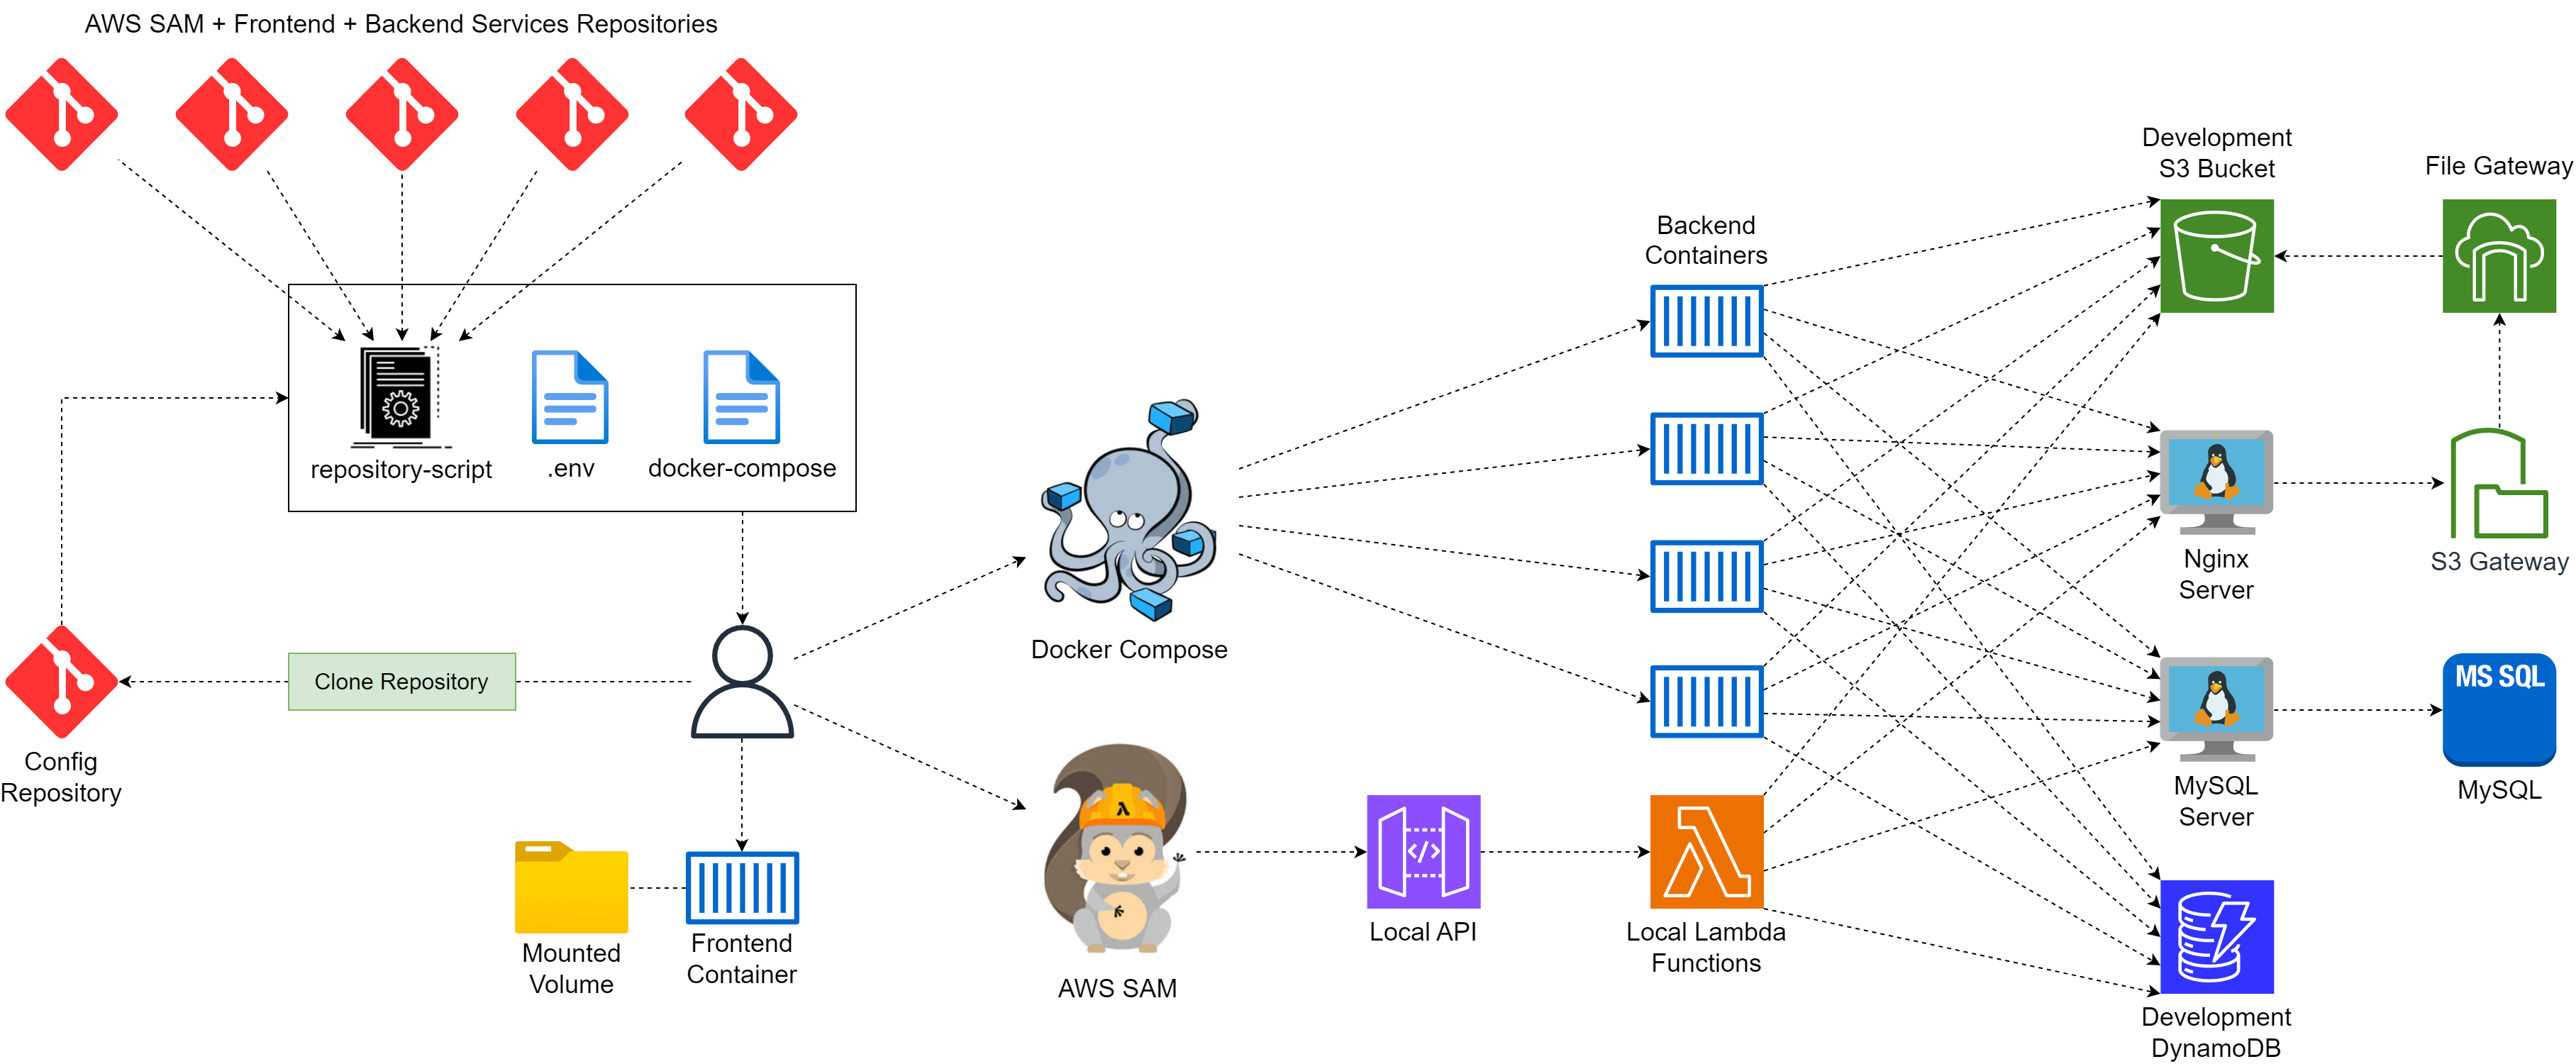 AWS SAM + Frontend + Backend Services Repositories
repository-script
.env
docker-compose
Clone Repository
Config
Repository
Mounted
Volume
Frontend
Container
Docker Compose
AWS SAM
Local API
Backend
Containers
Local Lambda
Functions
Development
S3 Bucket
File Gateway
Nginx
Server
S3 Gateway
MySQL
Server
MS SQL
MySQL
Development
DynamoDB